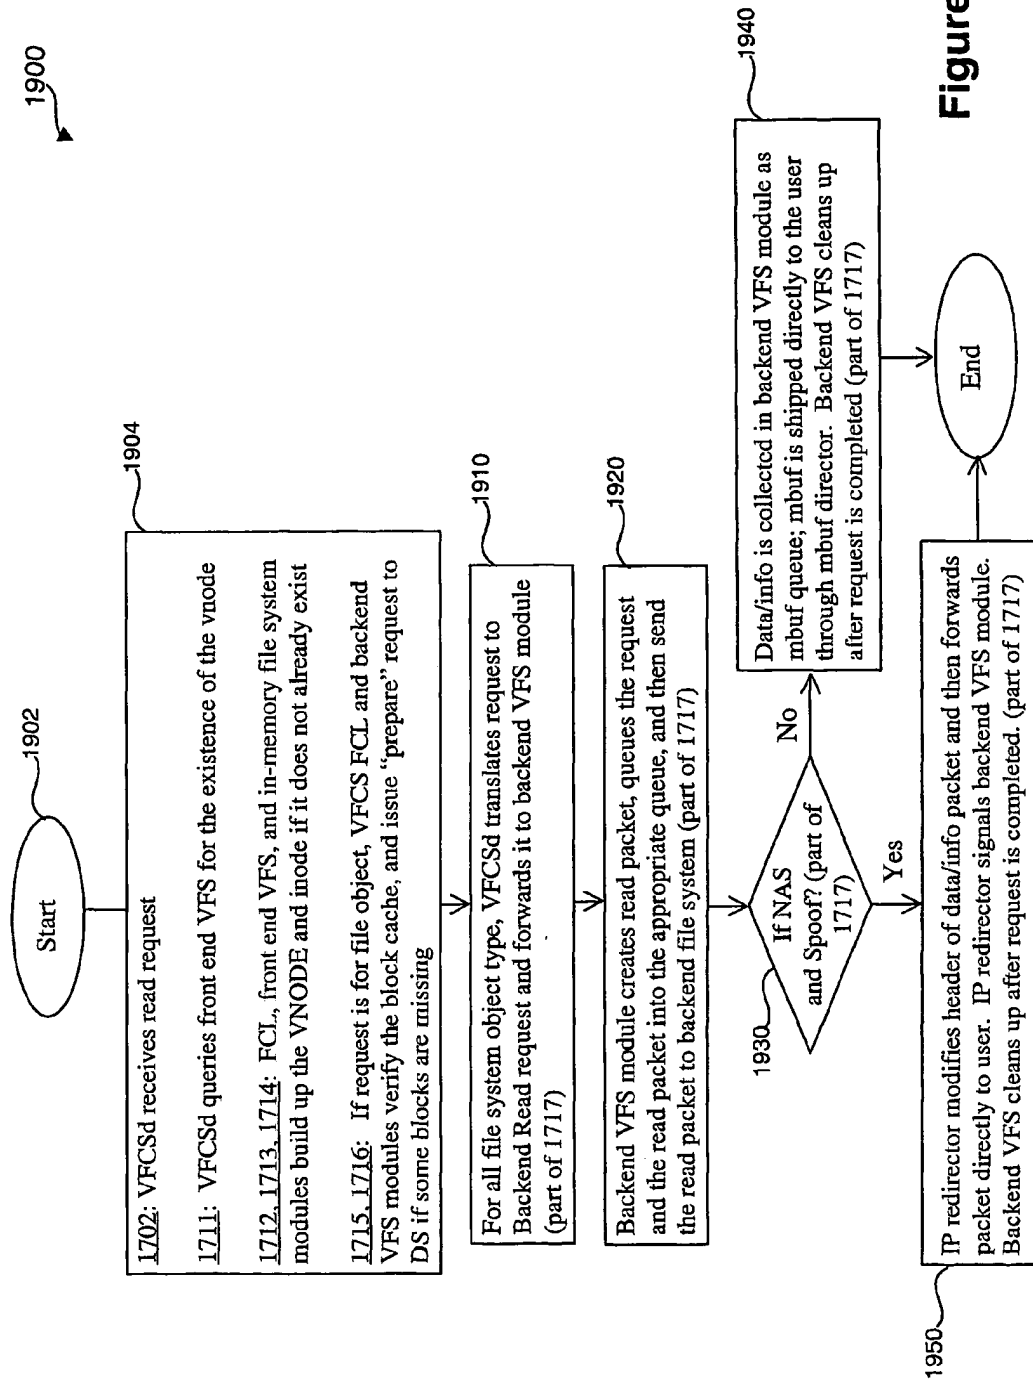 1900
Start
1902
1904
1702: VFCSd receives read request
1711: VFCSd queries front end VFS for the existence of the vnode
1712, 1713, 1714: FCL, front end VFS, and in-memory file system
modules build up the VNODE and inode if it does not already exist
1715, 1716: If request is for file object, VFCS FCL and backend
VFS modules verify the block cache, and issue “prepare” request to
DS if some blocks are missing
1910
For all file system object type, VFCSd translates request to
Backend Read request and forwards it to backend VFS module
(part of 1717)
1920
Backend VFS module creates read packet, queues the request
and the read packet into the appropriate queue, and then send
the read packet to backend file system (part of 1717)
1930
If NAS
and Spoof? (part of
1717)
No
Yes
1940
Data/info is collected in backend VFS module as
mbuf queue; mbuf is shipped directly to the user
through mbuf director. Backend VFS cleans up
after request is completed (part of 1717)
1950
IP redirector modifies header of data/info packet and then forwards
packet directly to user. IP redirector signals backend VFS module.
Backend VFS cleans up after request is completed. (part of 1717)
End
Figure